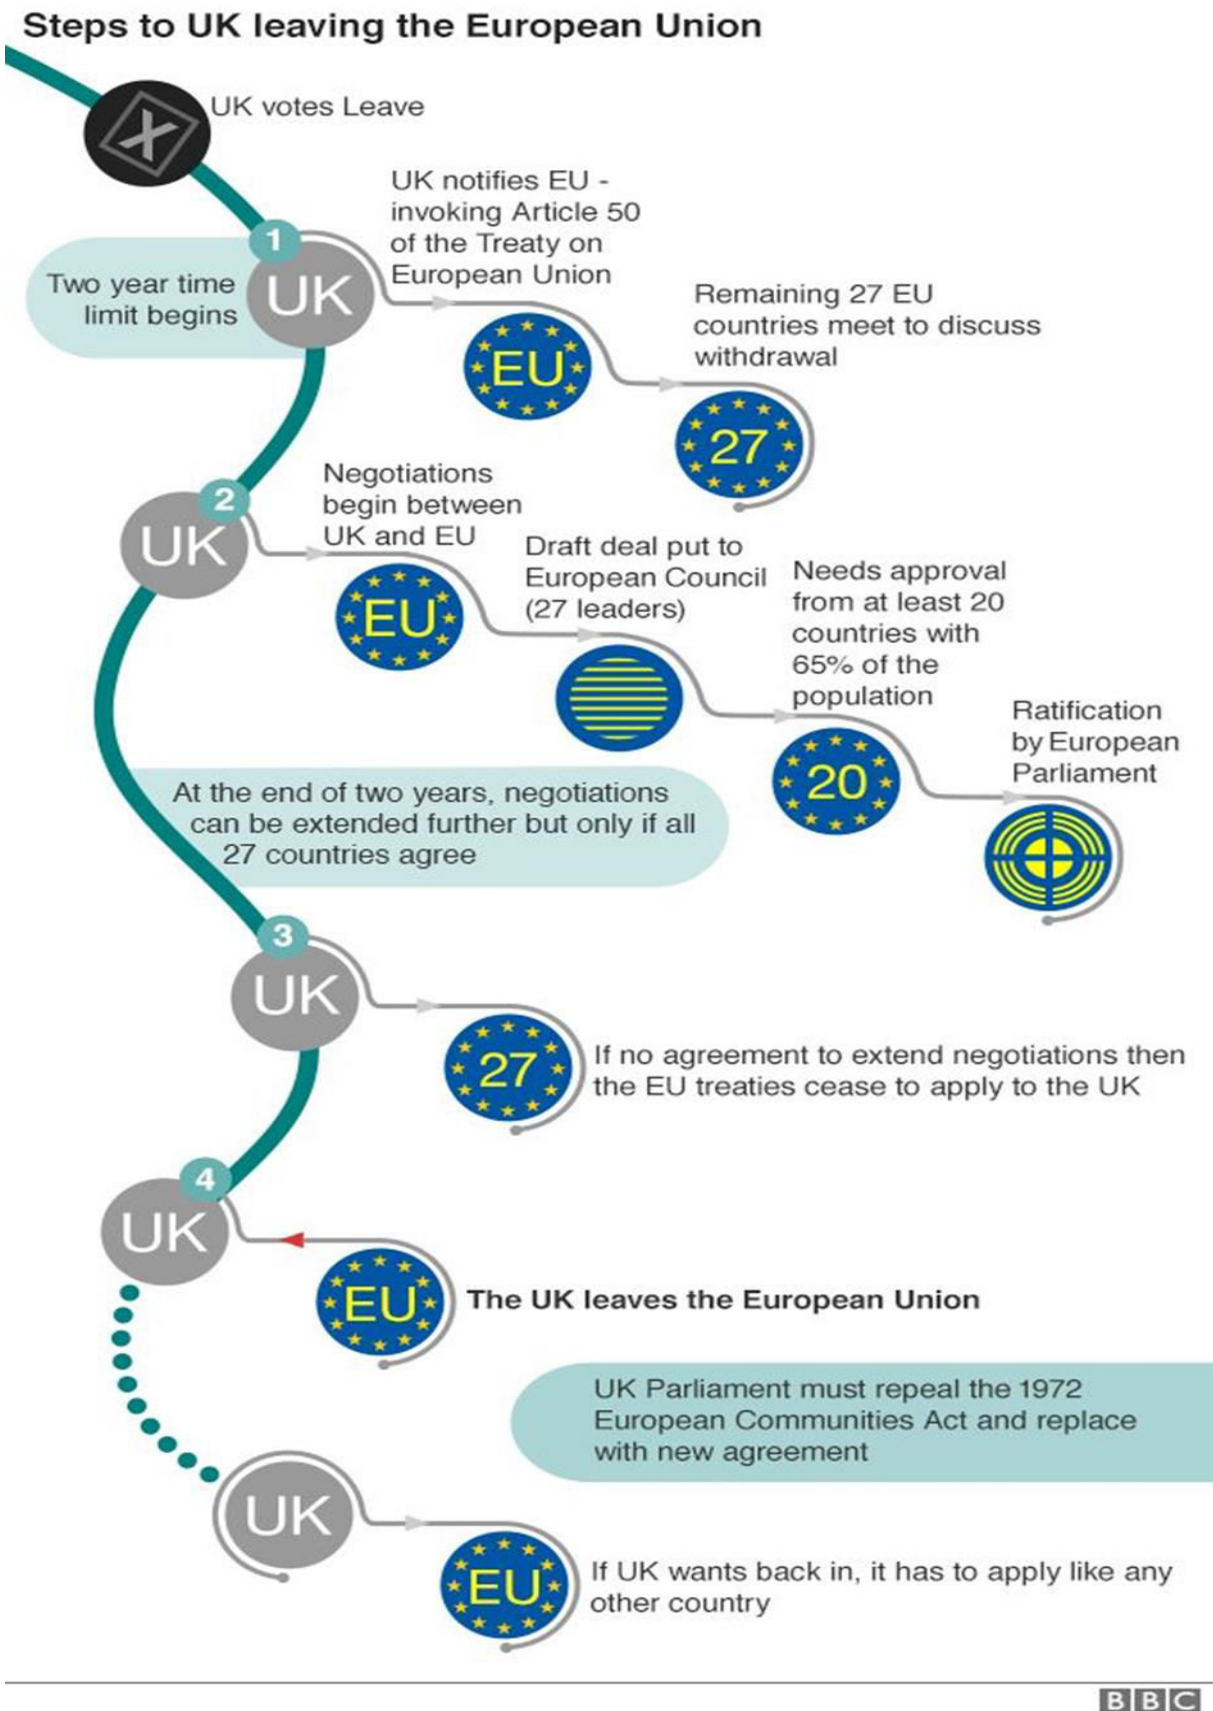 Steps to UK leaving the European Union
X
UK votes Leave
1
UK
Two year time
limit begins
UK notifies EU -
invoking Article 50
of the Treaty on
European Union
EU
Remaining 27 EU
countries meet to discuss
withdrawal
27
2
UK
Negotiations
begin between
UK and EU
EU
Draft deal put to
European Council
(27 leaders)
Needs approval
from at least 20
countries with
65% of the
population
20
Ratification
by European
Parliament
At the end of two years, negotiations
can be extended further but only if all
27 countries agree
3
UK
27
If no agreement to extend negotiations then
the EU treaties cease to apply to the UK
4
UK
EU
The UK leaves the European Union
UK Parliament must repeal the 1972
European Communities Act and replace
with new agreement
UK
EU
If UK wants back in, it has to apply like any
other country
BBC